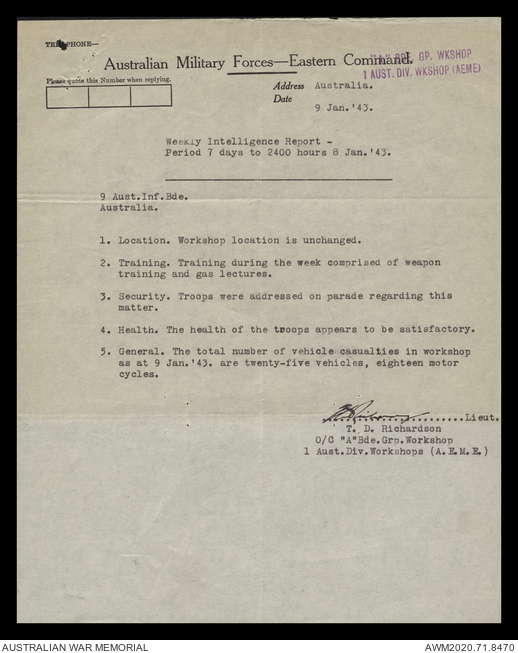 TELEPHONE—
Australian Military Forces—Eastern Command.
"A" BDE. GP. WKSHOP
1 AUST. DIV. WKSHOP (AEME)
Please quote this Number when replying.
Address Australia.
Date
9 Jan.'43.
Weekly Intelligence Report -
Period 7 days to 2400 hours 8 Jan.'43.
9 Aust.Inf.Bde.
Australia.
1. Location. Workshop location is unchanged.
2. Training. Training during the week comprised of weapon
training and gas lectures.
3. Security. Troops were addressed on parade regarding this
matter.
4. Health. The health of the troops appears to be satisfactory.
5. General. The total number of vehicle casualties in workshop
as at 9 Jan.'43. are twenty-five vehicles, eighteen motor
cycles.
Lieut.
T. D. Richardson
O/C "A"Bde.Grp.Workshop
1 Aust.Div.Workshops (A.E.M.E.)
AUSTRALIAN WAR MEMORIAL
AWM2020.71.8470